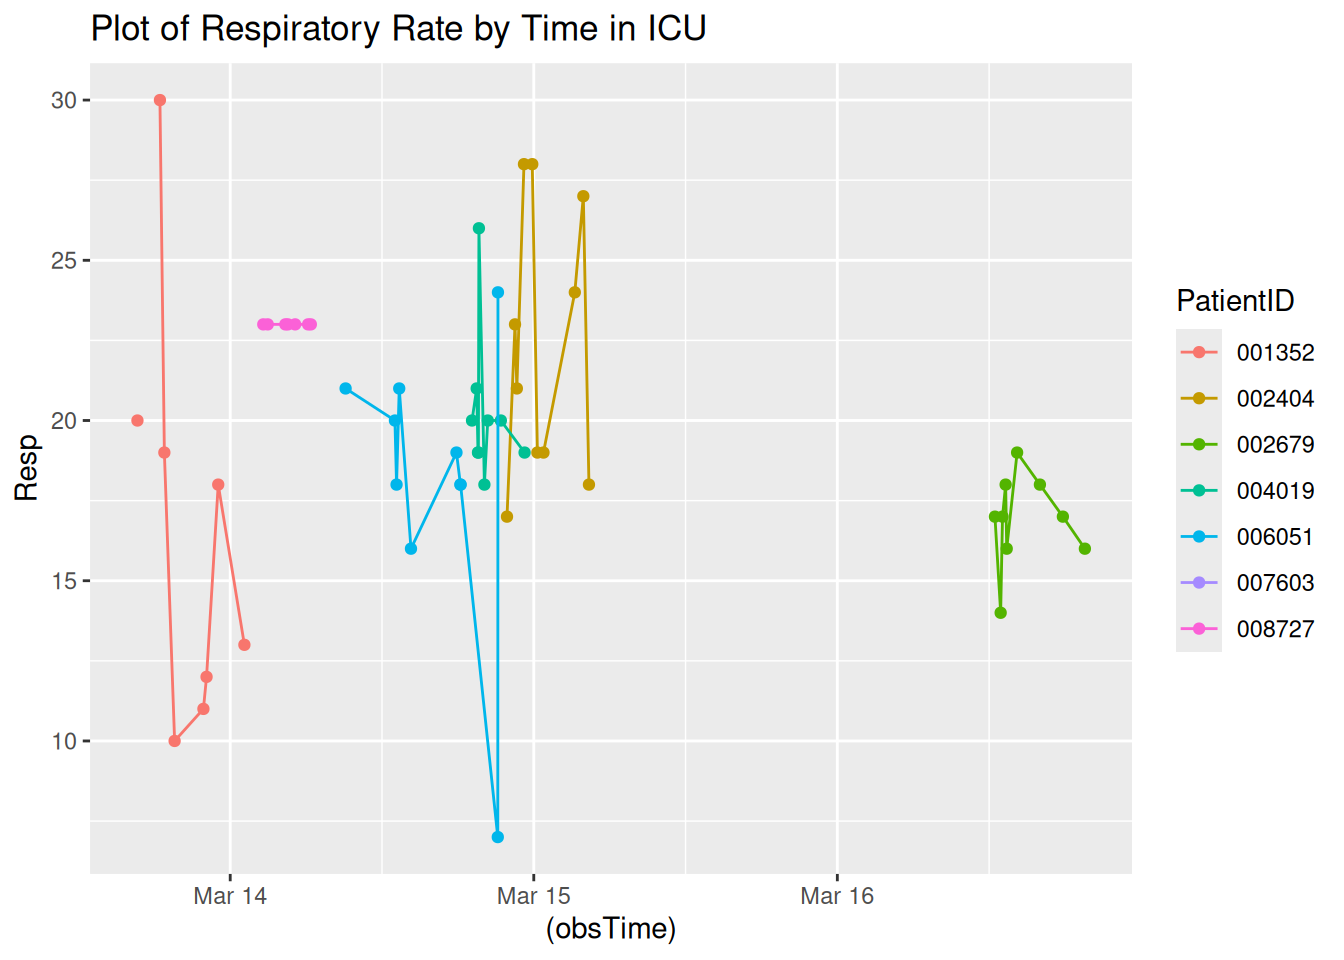 Plot of Respiratory Rate by Time in ICU
Resp
30
25
20
15
10
Mar 14
Mar 15
Mar 16
(obsTime)
PatientID
001352
002404
002679
004019
006051
007603
008727